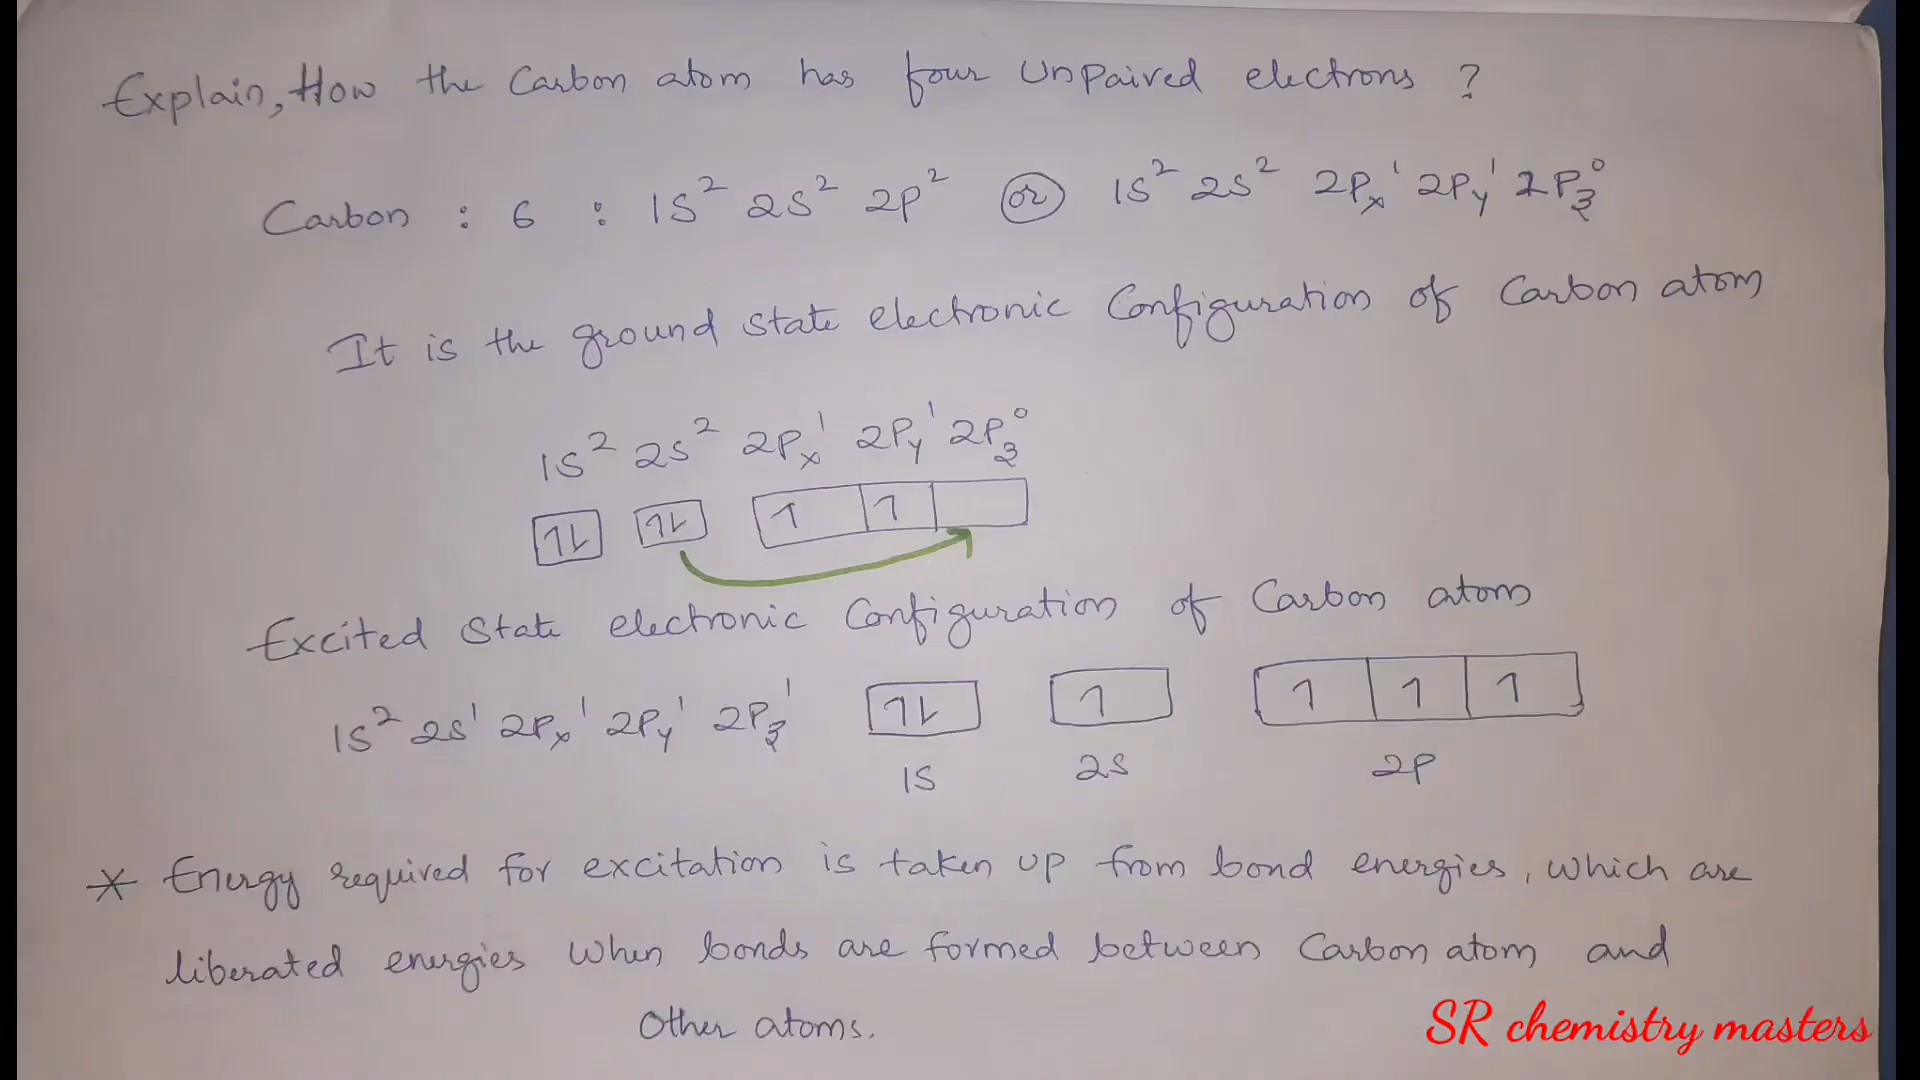 Explain, How the Carbon atom has four Unpaired electrons ?
Carbon : 6 : 1s² 2s² 2p² or 1s² 2s² 2Px¹ 2Py¹ 2Pz⁰
It is the ground State electronic Configuration of Carbon atom
1s² 2s² 2Px¹ 2Py¹ 2Pz⁰
↿⇂ ↿⇂ ↿ ↿
Excited State electronic Configuration of Carbon atom
1s² 2s¹ 2Px¹ 2Py¹ 2Pz¹ ↿⇂ ↿ ↿ ↿ ↿
1s 2s 2p
* Energy required for excitation is taken up from bond energies, which are
liberated energies when bonds are formed between Carbon atom and
Other atoms.
SR chemistry masters